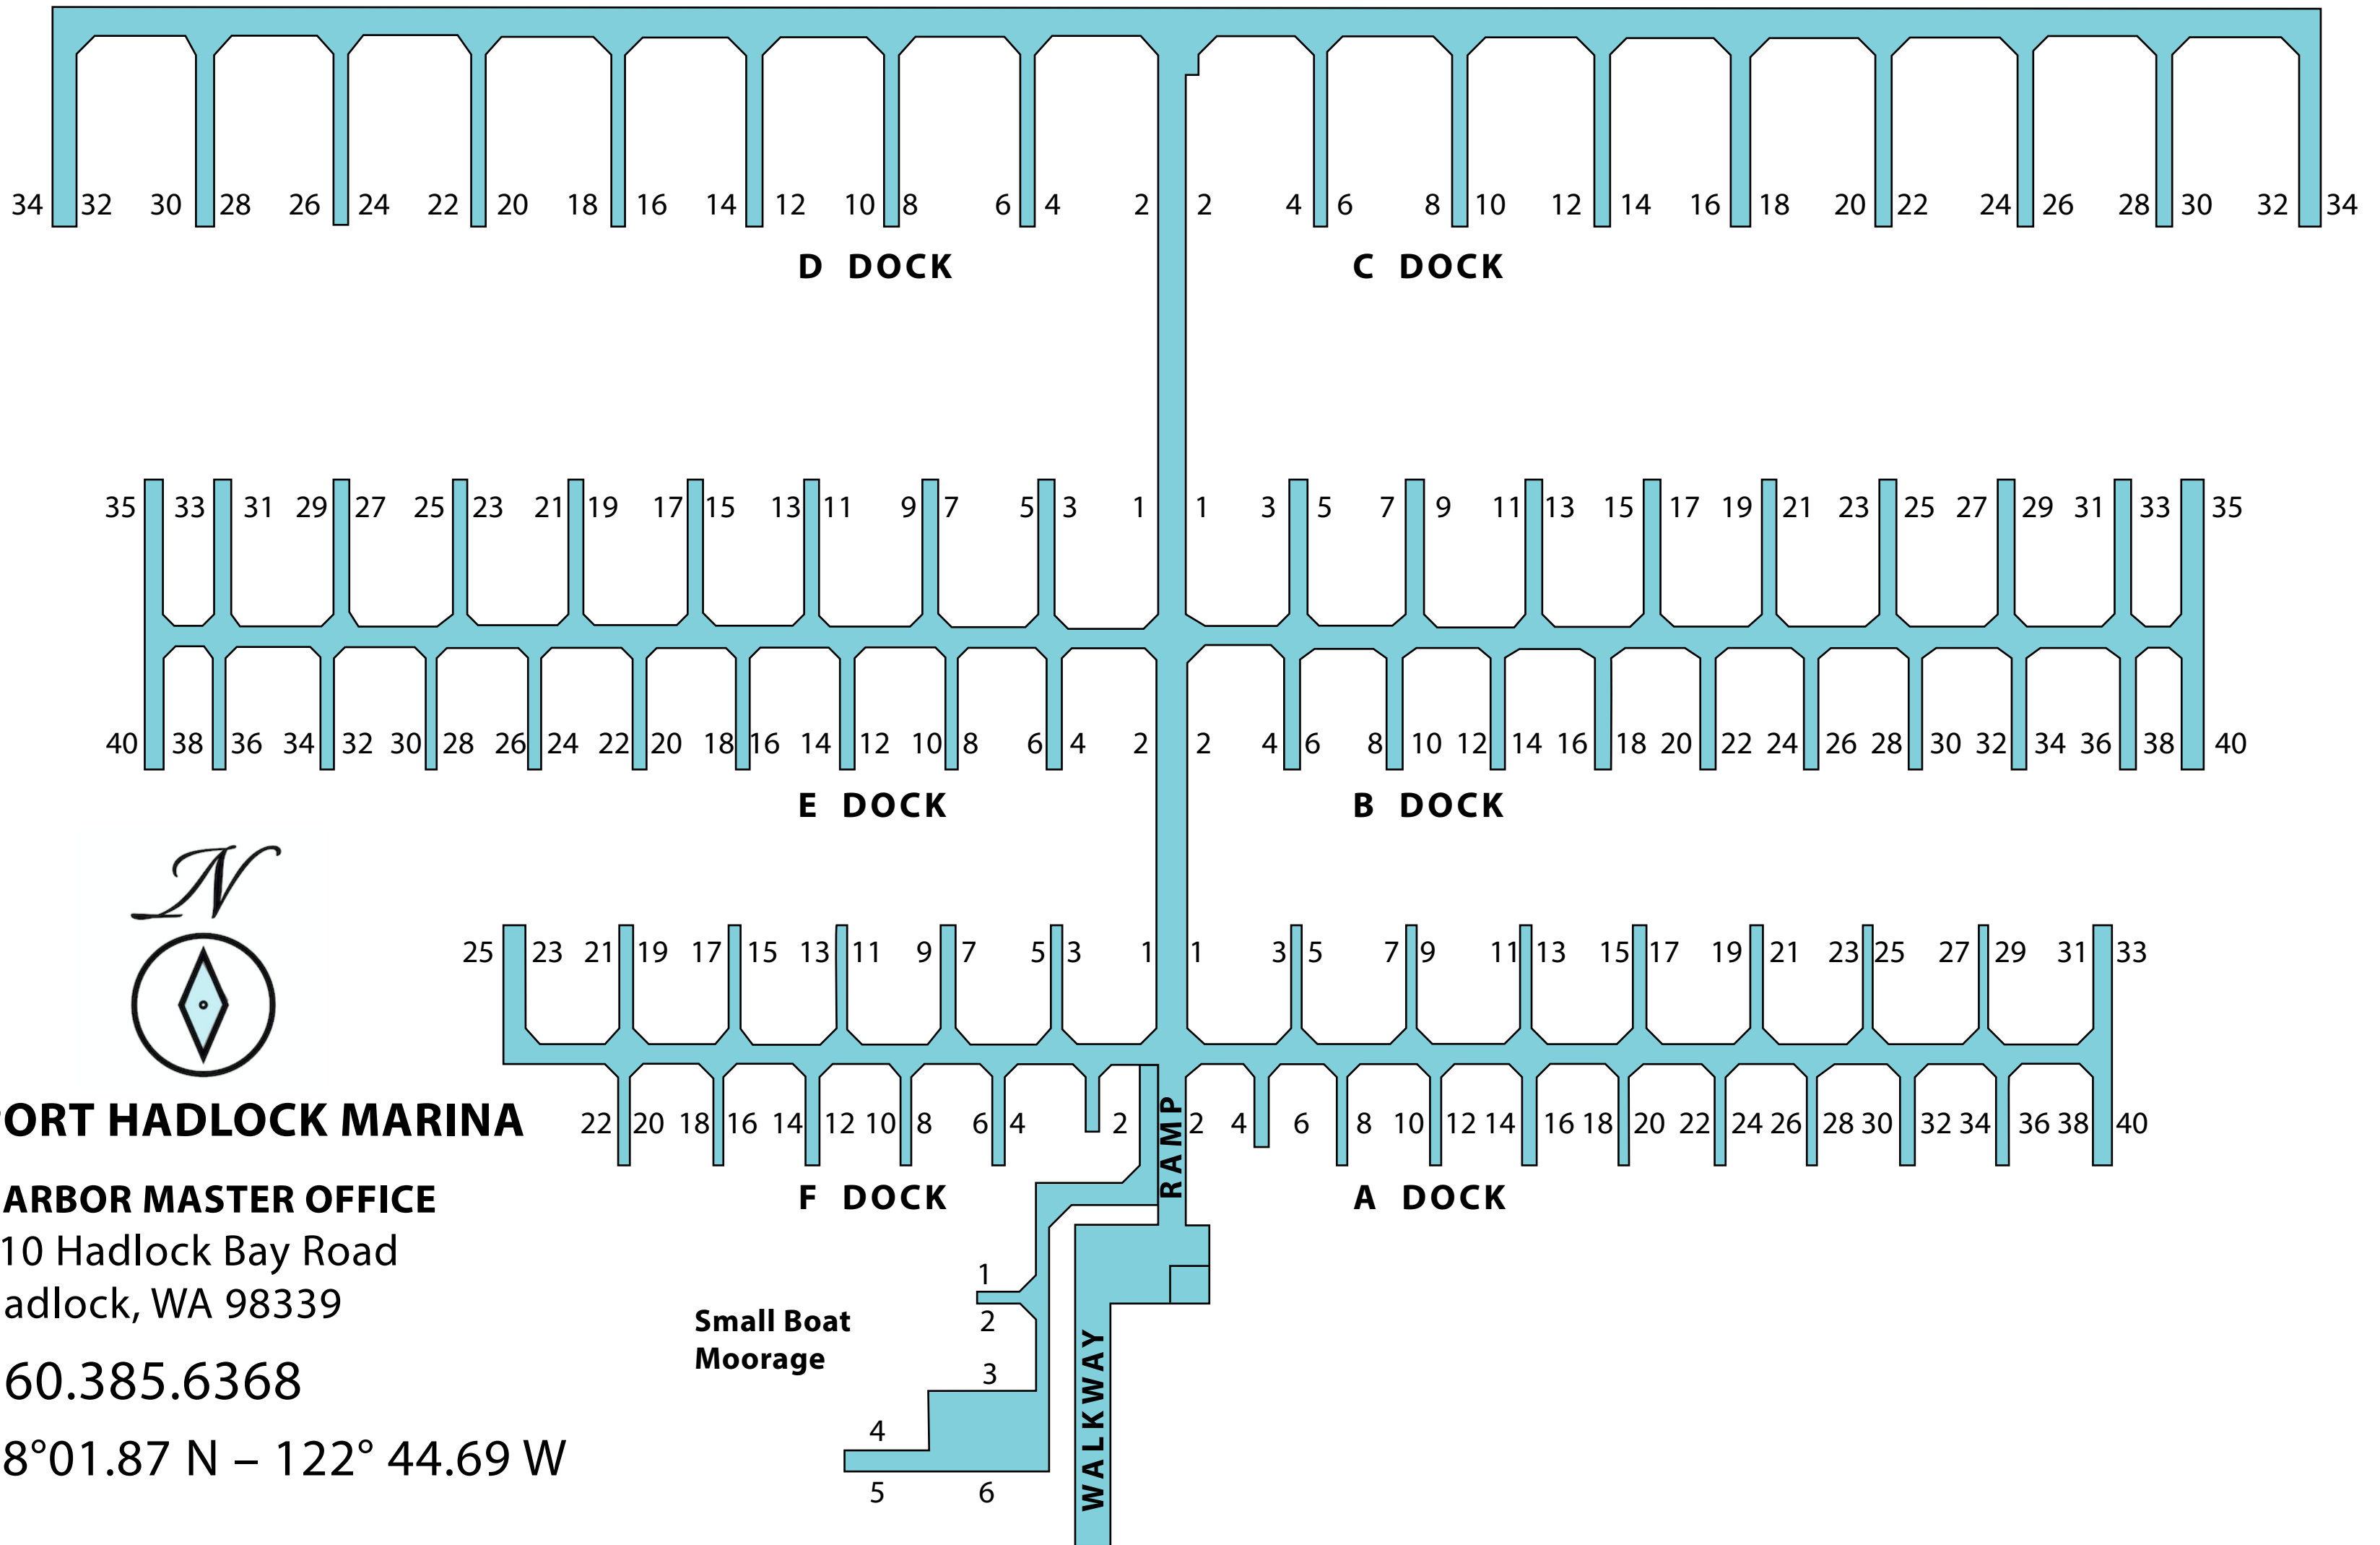 34 32 30 28 26 24 22 20 18 16 14 12 10 8 6 4 2 2 4 6 8 10 12 14 16 18 20 22 24 26 28 30 32 34
D DOCK C DOCK
35 33 31 29 27 25 23 21 19 17 15 13 11 9 7 5 3 1 1 3 5 7 9 11 13 15 17 19 21 23 25 27 29 31 33 35
40 38 36 34 32 30 28 26 24 22 20 18 16 14 12 10 8 6 4 2 2 4 6 8 10 12 14 16 18 20 22 24 26 28 30 32 34 36 38 40
E DOCK B DOCK
N
25 23 21 19 17 15 13 11 9 7 5 3 1 1 3 5 7 9 11 13 15 17 19 21 23 25 27 29 31 33
22 20 18 16 14 12 10 8 6 4 2 2 4 6 8 10 12 14 16 18 20 22 24 26 28 30 32 34 36 38 40
RAMP
F DOCK A DOCK
ORT HADLOCK MARINA
ARBOR MASTER OFFICE
10 Hadlock Bay Road
adlock, WA 98339
60.385.6368
8°01.87 N – 122° 44.69 W
Small Boat
Moorage
1
2
3
4
5 6
WALKWAY